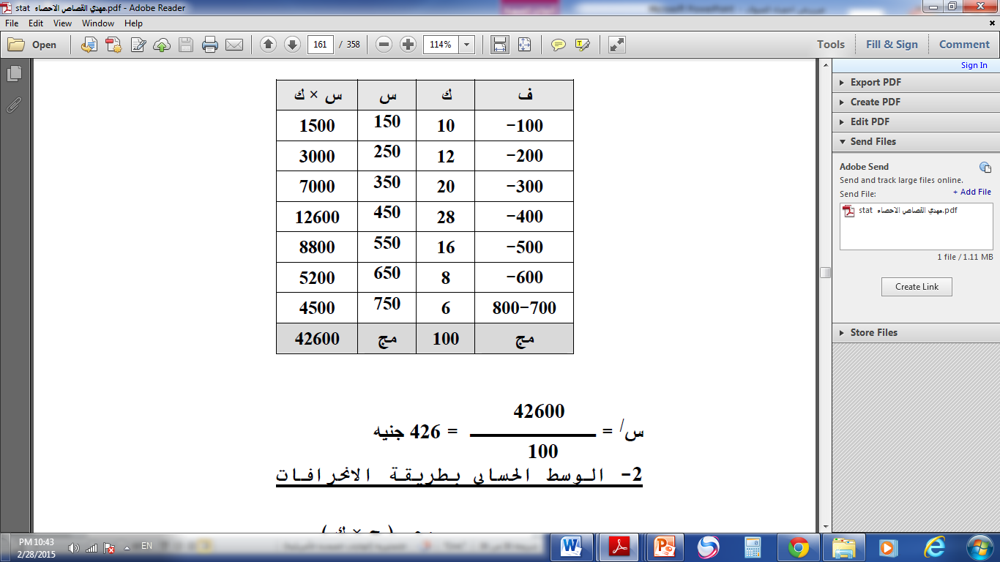 stat مهدي القصاص الاحصاء.pdf - Adobe Reader
File Edit View Window Help
Open 161 / 358 114% Tools Fill & Sign Comment
Sign In
Export PDF
Create PDF
Edit PDF
Send Files
Adobe Send
Send and track large files online.
Send File: + Add File
stat مهدي القصاص الاحصاء.pdf
1 file / 1.11 MB
Create Link
Store Files
ف ك س س × ك
100- 10 150 1500
200- 12 250 3000
300- 20 350 7000
400- 28 450 12600
500- 16 550 8800
600- 8 650 5200
700-800 6 750 4500
مج 100 مج 42600
42600
س/ = = 426 جنيه
100
2- الوسط الحسابى بطريقة الانحرافات
EN
PM 10:43
2/28/2015